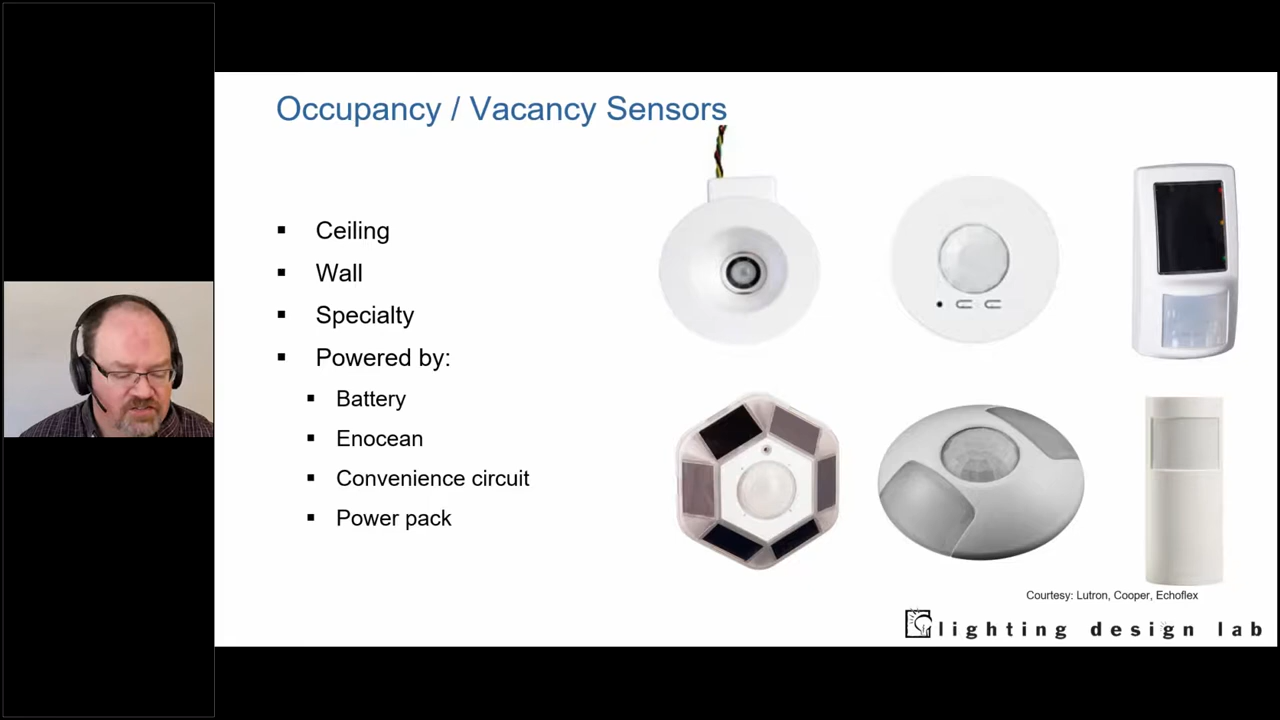 Occupancy / Vacancy Sensors
Ceiling
Wall
Specialty
Powered by:
Battery
Enocean
Convenience circuit
Power pack
Courtesy: Lutron, Cooper, Echoflex
lighting design lab